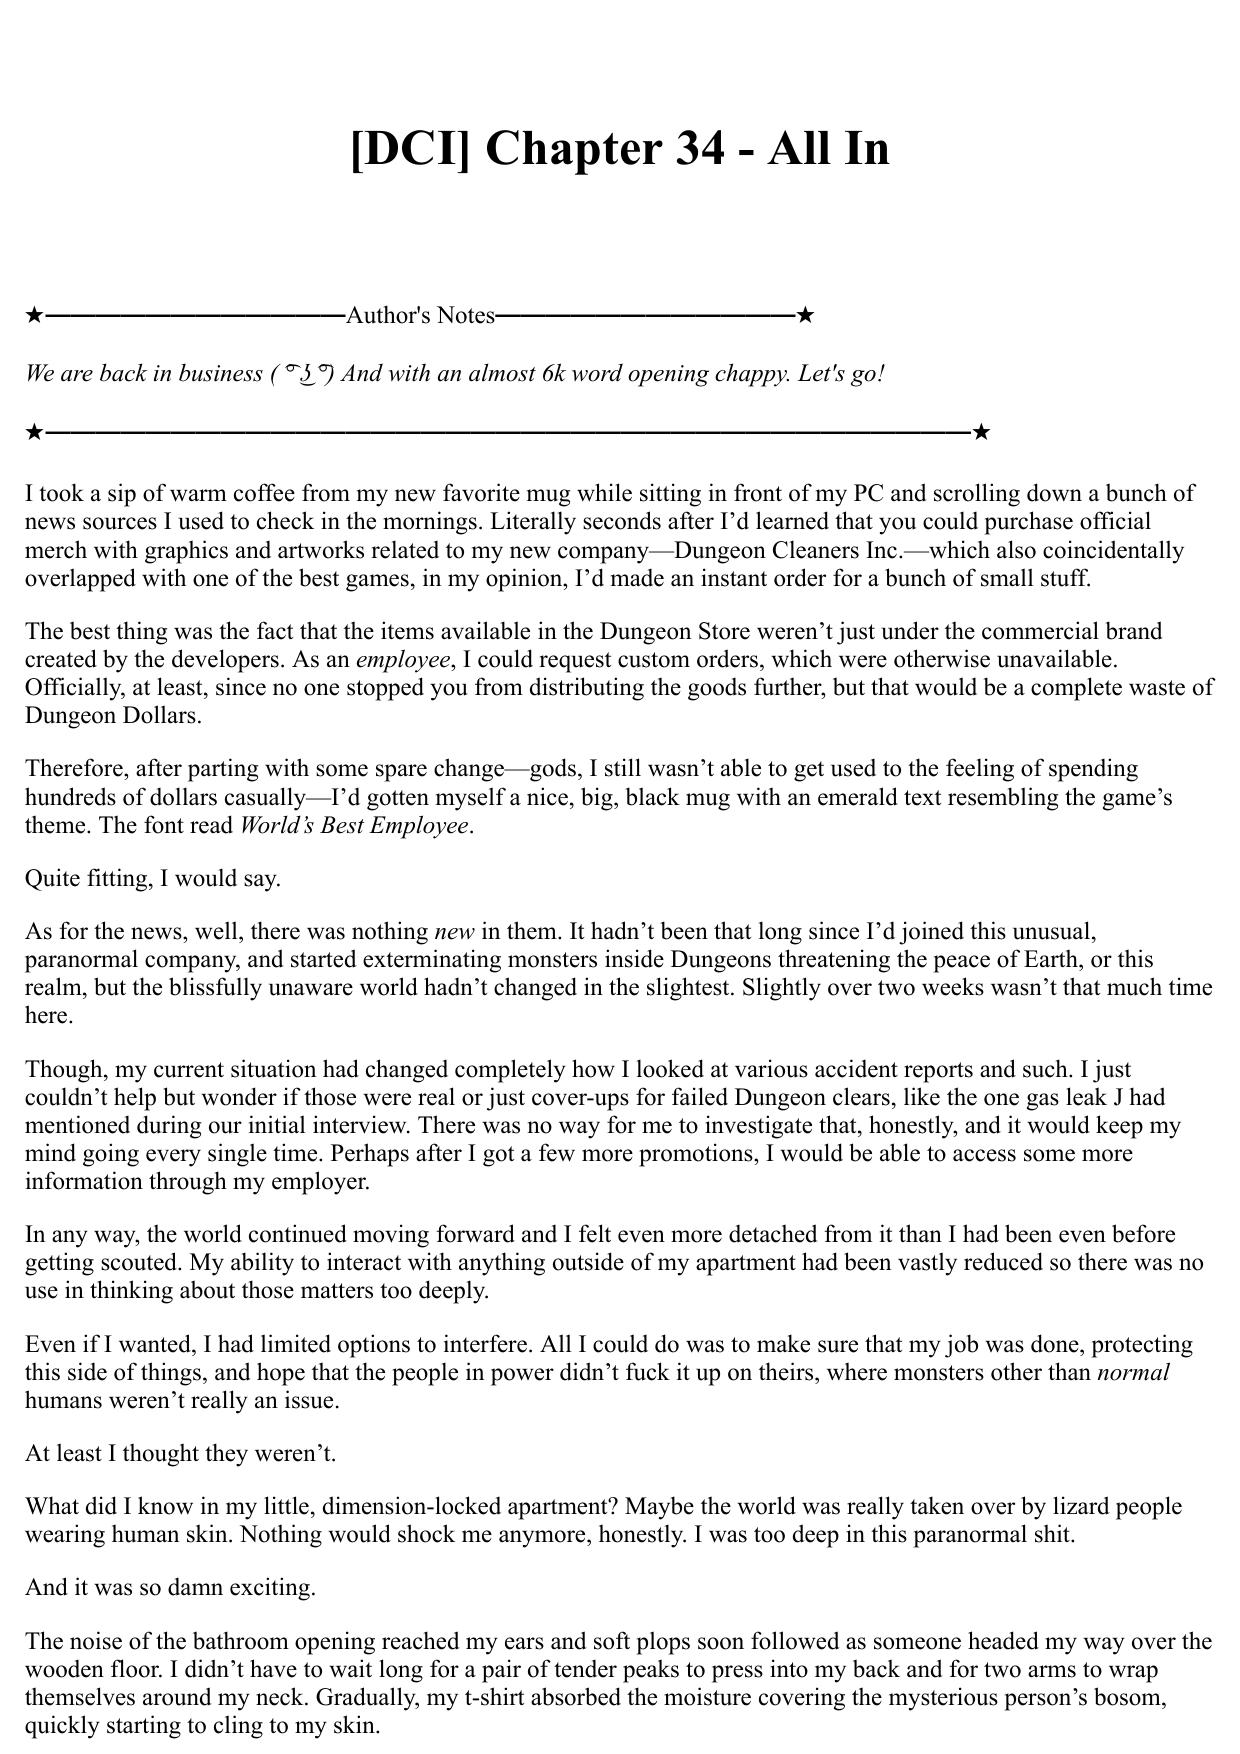 [DCI] Chapter 34 - All In
★━━━━━━━━━━━━Author's Notes━━━━━━━━━━━━★
We are back in business ( ͡° ͜ʖ ͡°) And with an almost 6k word opening chappy. Let's go!
★━━━━━━━━━━━━━━━━━━━━━━━━━━━━━━━━━━━━━★
I took a sip of warm coffee from my new favorite mug while sitting in front of my PC and scrolling down a bunch of
news sources I used to check in the mornings. Literally seconds after I’d learned that you could purchase official
merch with graphics and artworks related to my new company—Dungeon Cleaners Inc.—which also coincidentally
overlapped with one of the best games, in my opinion, I’d made an instant order for a bunch of small stuff.
The best thing was the fact that the items available in the Dungeon Store weren’t just under the commercial brand
created by the developers. As an employee, I could request custom orders, which were otherwise unavailable.
Officially, at least, since no one stopped you from distributing the goods further, but that would be a complete waste of
Dungeon Dollars.
Therefore, after parting with some spare change—gods, I still wasn’t able to get used to the feeling of spending
hundreds of dollars casually—I’d gotten myself a nice, big, black mug with an emerald text resembling the game’s
theme. The font read World’s Best Employee.
Quite fitting, I would say.
As for the news, well, there was nothing new in them. It hadn’t been that long since I’d joined this unusual,
paranormal company, and started exterminating monsters inside Dungeons threatening the peace of Earth, or this
realm, but the blissfully unaware world hadn’t changed in the slightest. Slightly over two weeks wasn’t that much time
here.
Though, my current situation had changed completely how I looked at various accident reports and such. I just
couldn’t help but wonder if those were real or just cover-ups for failed Dungeon clears, like the one gas leak J had
mentioned during our initial interview. There was no way for me to investigate that, honestly, and it would keep my
mind going every single time. Perhaps after I got a few more promotions, I would be able to access some more
information through my employer.
In any way, the world continued moving forward and I felt even more detached from it than I had been even before
getting scouted. My ability to interact with anything outside of my apartment had been vastly reduced so there was no
use in thinking about those matters too deeply.
Even if I wanted, I had limited options to interfere. All I could do was to make sure that my job was done, protecting
this side of things, and hope that the people in power didn’t fuck it up on theirs, where monsters other than normal
humans weren’t really an issue.
At least I thought they weren’t.
What did I know in my little, dimension-locked apartment? Maybe the world was really taken over by lizard people
wearing human skin. Nothing would shock me anymore, honestly. I was too deep in this paranormal shit.
And it was so damn exciting.
The noise of the bathroom opening reached my ears and soft plops soon followed as someone headed my way over the
wooden floor. I didn’t have to wait long for a pair of tender peaks to press into my back and for two arms to wrap
themselves around my neck. Gradually, my t-shirt absorbed the moisture covering the mysterious person’s bosom,
quickly starting to cling to my skin.